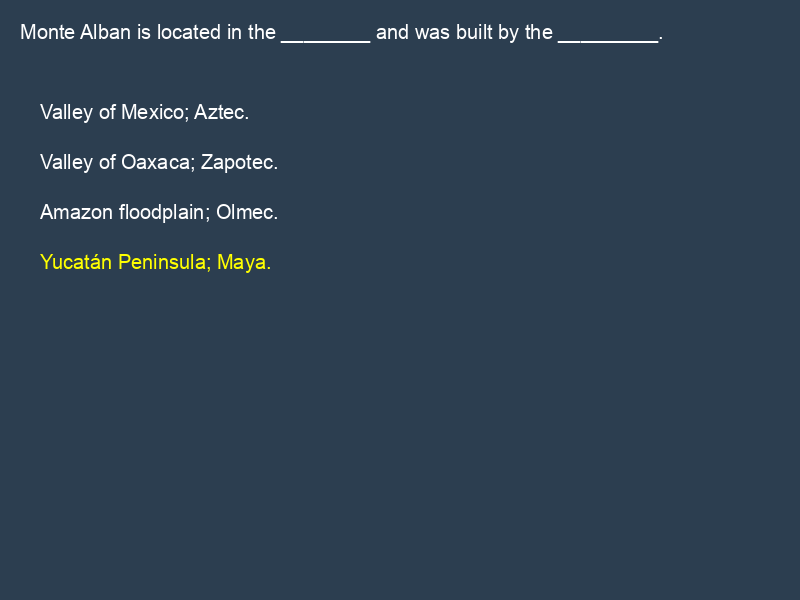 Monte Alban is located in the ________ and was built by the _________.
Valley of Mexico; Aztec.
Valley of Oaxaca; Zapotec.
Amazon floodplain; Olmec.
Yucatán Peninsula; Maya.